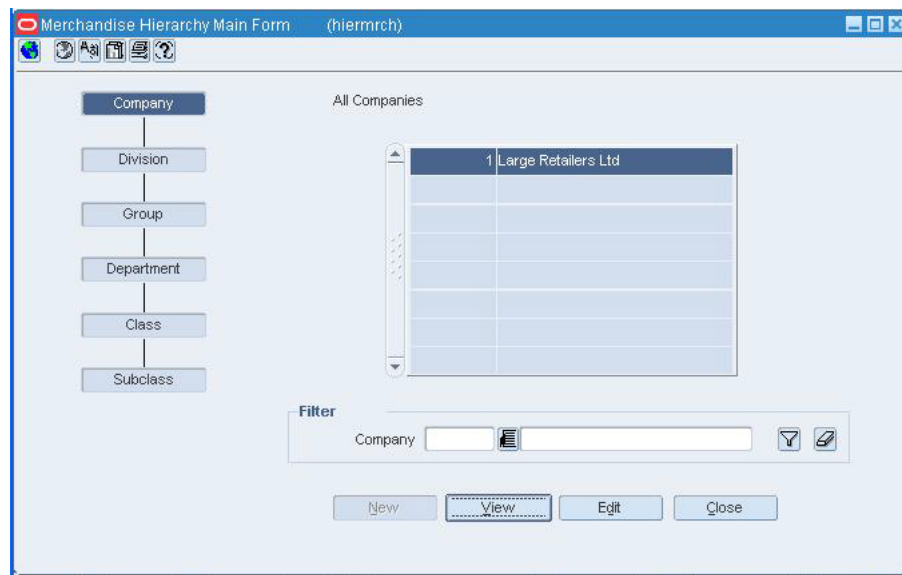 Merchandise Hierarchy Main Form (hiermrch)
Company
All Companies
Division
1 Large Retailers Ltd
Group
Department
Class
Subclass
Filter
Company
New View Edit Close